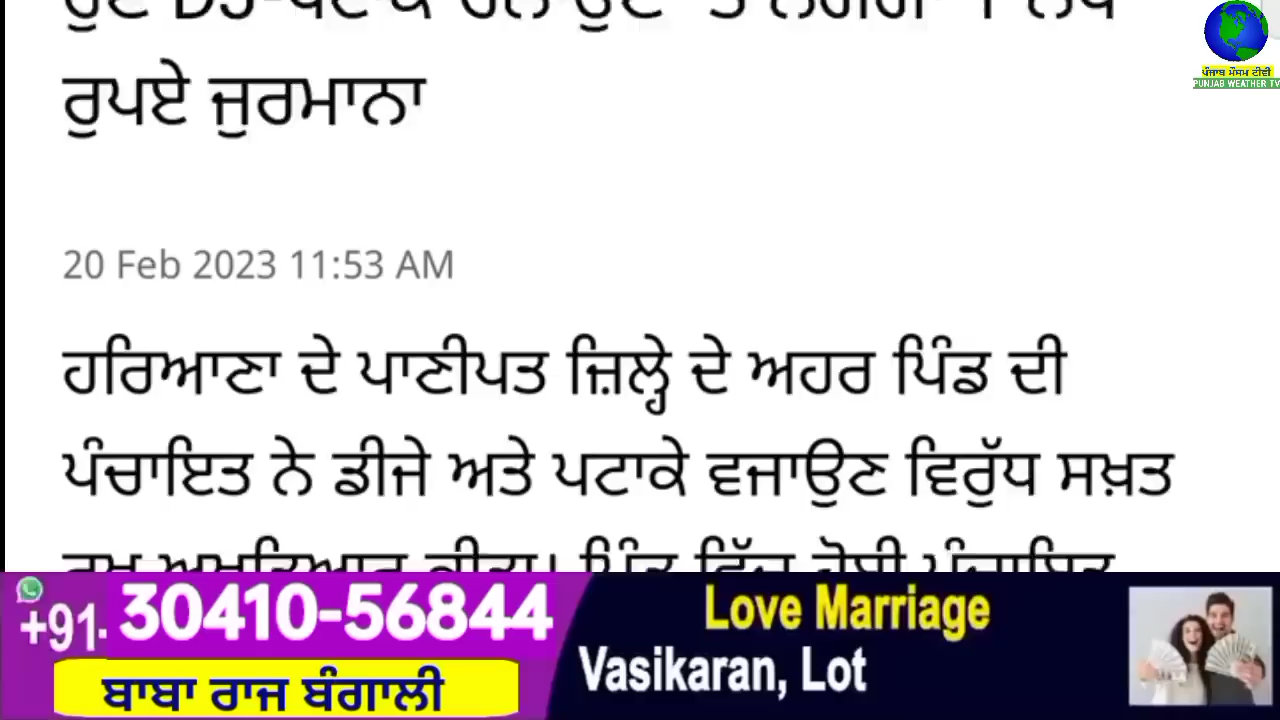 ਰੁਪਏ ਜੁਰਮਾਨਾ
20 Feb 2023 11:53 AM
ਹਰਿਆਣਾ ਦੇ ਪਾਣੀਪਤ ਜ਼ਿਲ੍ਹੇ ਦੇ ਅਹਰ ਪਿੰਡ ਦੀ
ਪੰਚਾਇਤ ਨੇ ਡੀਜੇ ਅਤੇ ਪਟਾਕੇ ਵਜਾਉਣ ਵਿਰੁੱਧ ਸਖ਼ਤ
ਪੰਜਾਬ ਮੌਸਮ ਟੀਵੀ
PUNJAB WEATHER TV
+91- 30410-56844
ਬਾਬਾ ਰਾਜ ਬੰਗਾਲੀ
Love Marriage
Vasikaran, Lot